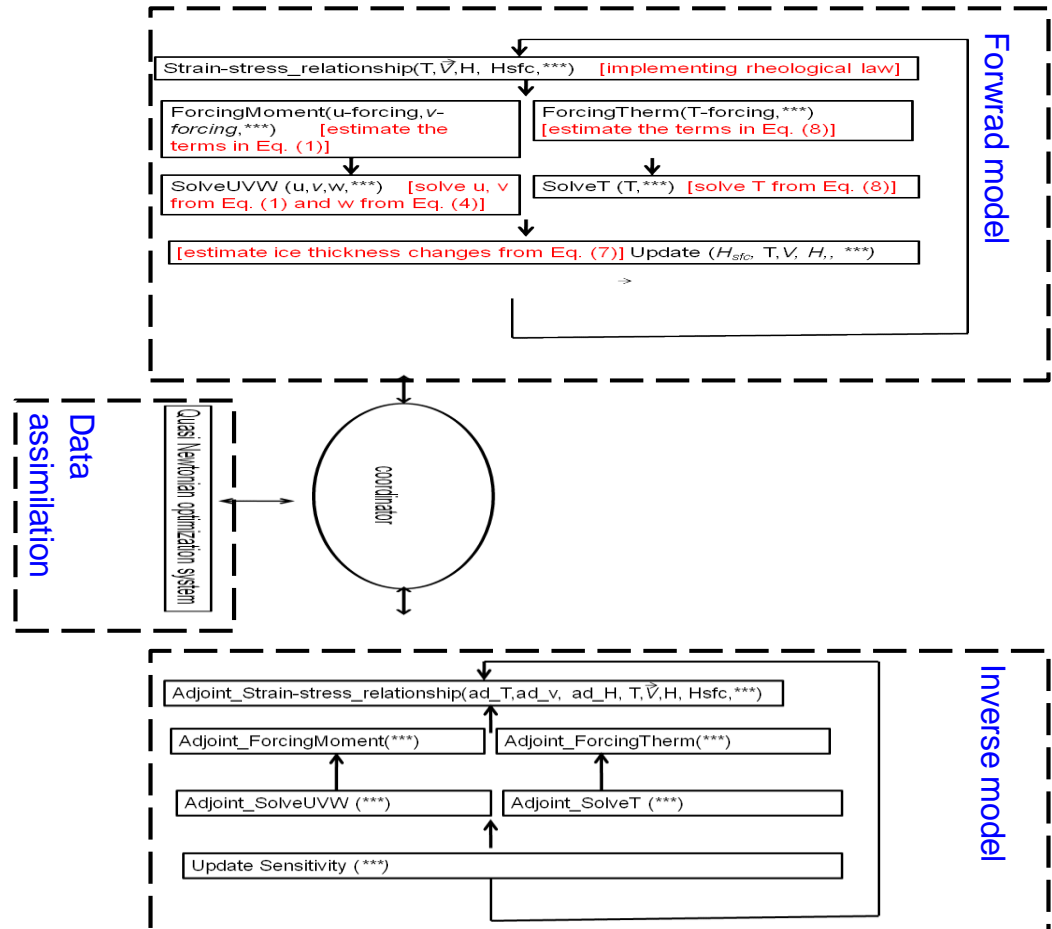 Forwrad model
Strain-stress_relationship(T,V⃗,H, Hsfc,***) [implementing rheological law]
ForcingMoment(u-forcing,v-
forcing,***) [estimate the
terms in Eq. (1)]
ForcingTherm(T-forcing,***)
[estimate the terms in Eq. (8)]
SolveUVW (u,v,w,***) [solve u, v
from Eq. (1) and w from Eq. (4)]
SolveT (T,***) [solve T from Eq. (8)]
[estimate ice thickness changes from Eq. (7)] Update (Hsfc, T,V, H,, ***)
Data
assimilation
Quasi Newtonian optimization system
coordinator
Inverse model
Adjoint_Strain-stress_relationship(ad_T,ad_v, ad_H, T,V⃗,H, Hsfc,***)
Adjoint_ForcingMoment(***)
Adjoint_ForcingTherm(***)
Adjoint_SolveUVW (***)
Adjoint_SolveT (***)
Update Sensitivity (***)